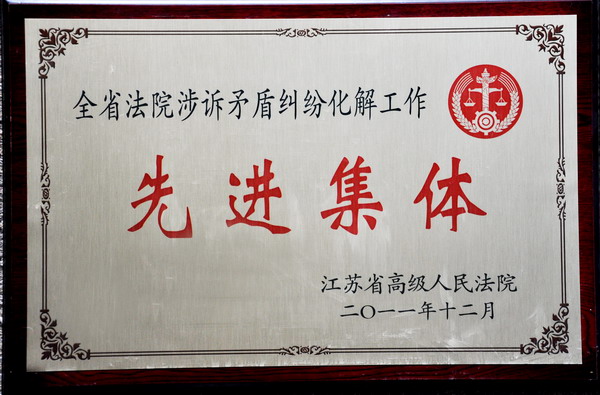 全省法院涉诉矛盾纠纷化解工作
先进集体
江苏省高级人民法院
二〇一一年十二月